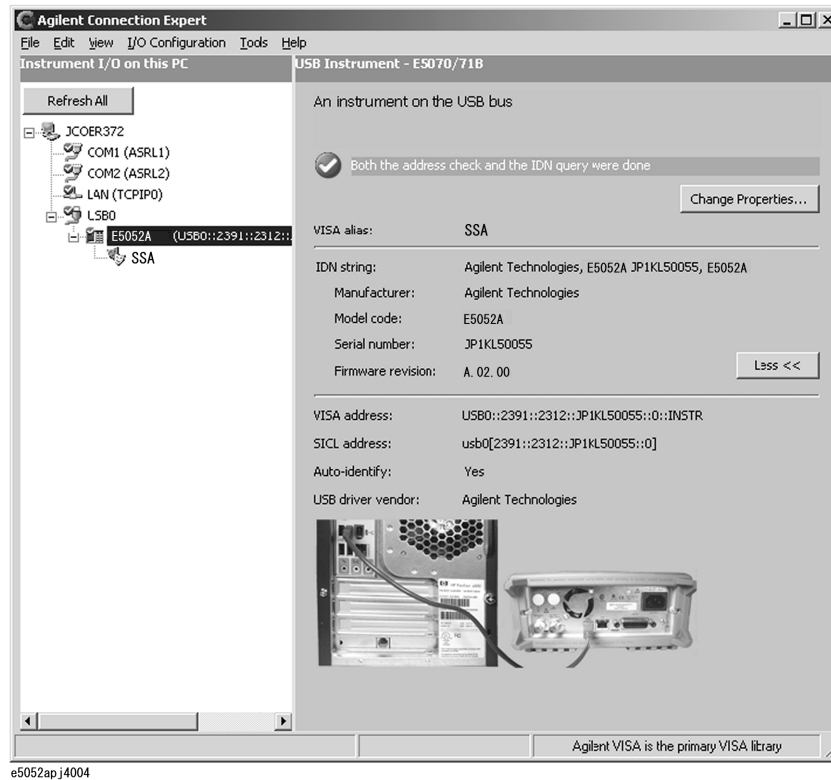 Agilent Connection Expert
File Edit View I/O Configuration Tools Help
Instrument I/O on this PC
USB Instrument - E5070/71B
Refresh All
An instrument on the USB bus
JCOER372
COM1 (ASRL1)
COM2 (ASRL2)
LAN (TCPIP0)
USB0
E5052A (USB0::2391::2312::
SSA
Both the address check and the IDN query were done
Change Properties...
VISA alias: SSA
IDN string: Agilent Technologies, E5052A JP1KL50055, E5052A
Manufacturer: Agilent Technologies
Model code: E5052A
Serial number: JP1KL50055
Firmware revision: A.02.00
Less <<
VISA address: USB0::2391::2312::JP1KL50055::0::INSTR
SICL address: usb0[2391::2312::JP1KL50055::0]
Auto-identify: Yes
USB driver vendor: Agilent Technologies
Agilent VISA is the primary VISA library
e5052apj4004